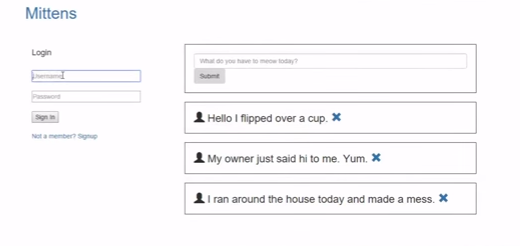 Mittens
Login
Username
Password
Sign In
Not a member? Signup
What do you have to meow today?
Submit
Hello I flipped over a cup.
My owner just said hi to me. Yum.
I ran around the house today and made a mess.